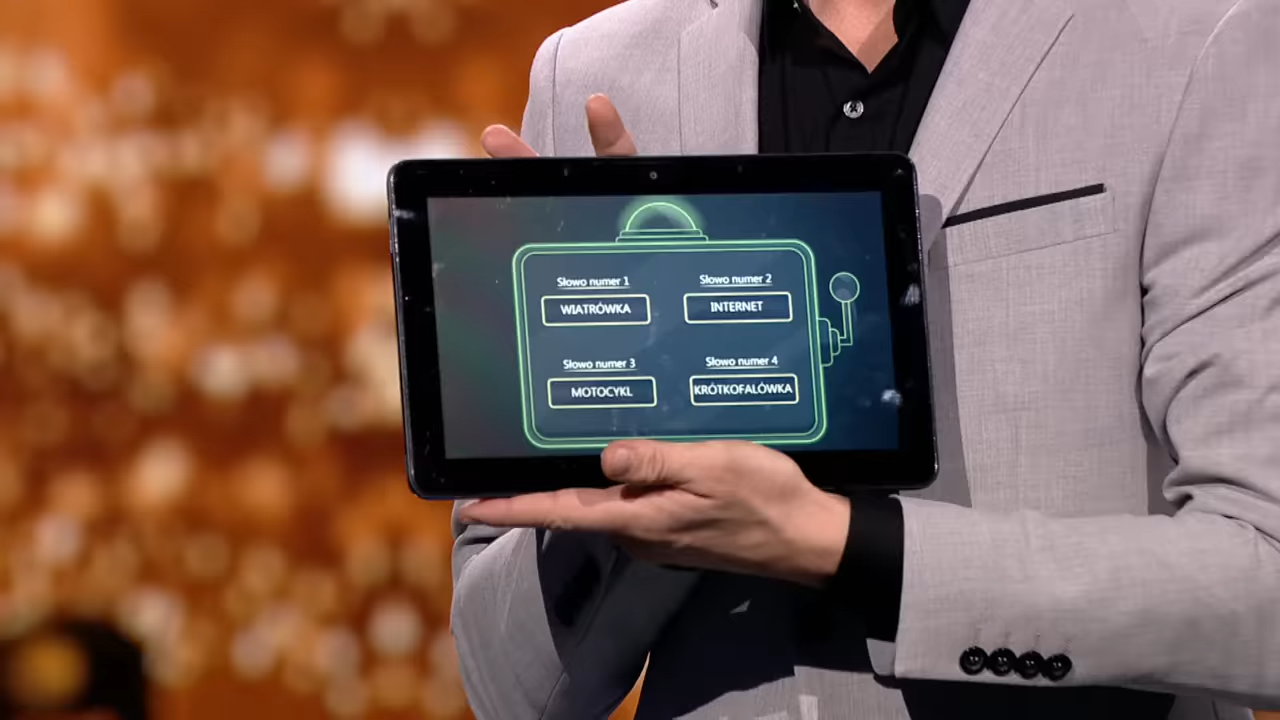 Słowo numer 1
WIATRÓWKA
Słowo numer 2
INTERNET
Słowo numer 3
MOTOCYKL
Słowo numer 4
KRÓTKOFALÓWKA